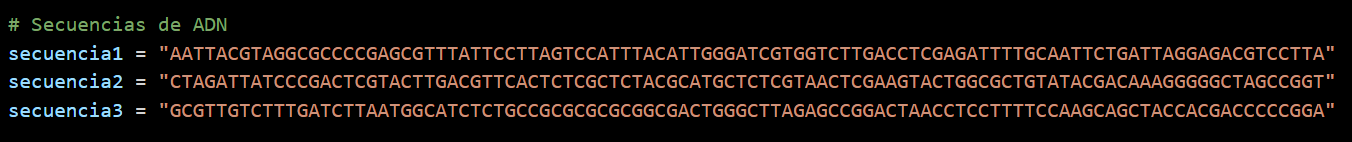 # Secuencias de ADN
secuencia1 = "AATTACGTAGGCGCCCCGAGCGTTTATTCCTTAGTCCATTTACATTGGGATCGTGGTCTTGACCTCGAGATTTTGCAATTCTGATTAGGAGACGTCCTTA"
secuencia2 = "CTAGATTATCCCGACTCGTACTTGACGTTCACTCTCGCTCTACGCATGCTCTCGTAACTCGAAGTACTGGCGCTGTATACGACAAAGGGGGCTAGCCGGT"
secuencia3 = "GCGTTGTCTTTGATCTTAATGGCATCTCTGCCGCGCGCGCGGCGACTGGGCTTAGAGCCGGACTAACCTCCTTTTCCAAGCAGCTACCACGACCCCCGGA"